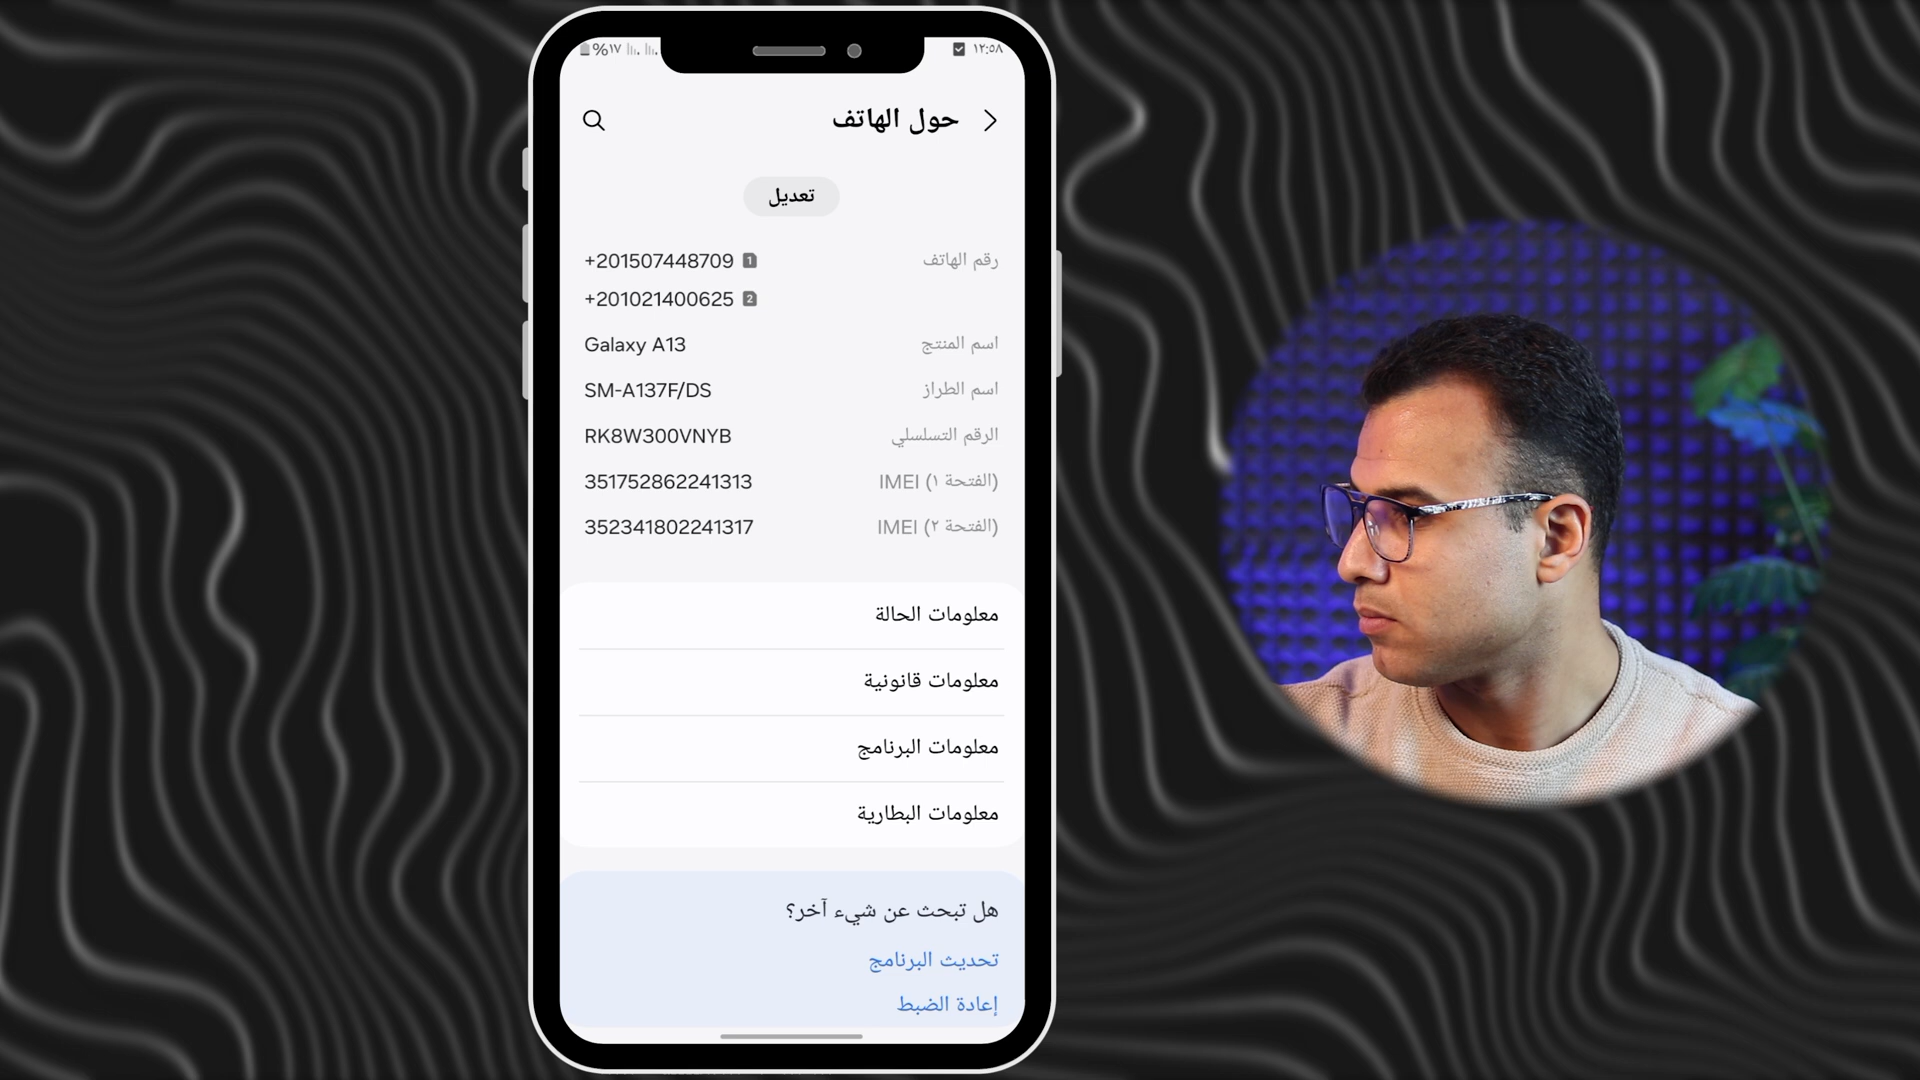 ١٢:٥٨ %١٧
حول الهاتف
تعديل
رقم الهاتف +201507448709 1
+201021400625 2
اسم المنتج Galaxy A13
اسم الطراز SM-A137F/DS
الرقم التسلسلي RK8W300VNYB
IMEI (الفتحة ١) 351752862241313
IMEI (الفتحة ٢) 352341802241317
معلومات الحالة
معلومات قانونية
معلومات البرنامج
معلومات البطارية
هل تبحث عن شيء آخر؟
تحديث البرنامج
إعادة الضبط